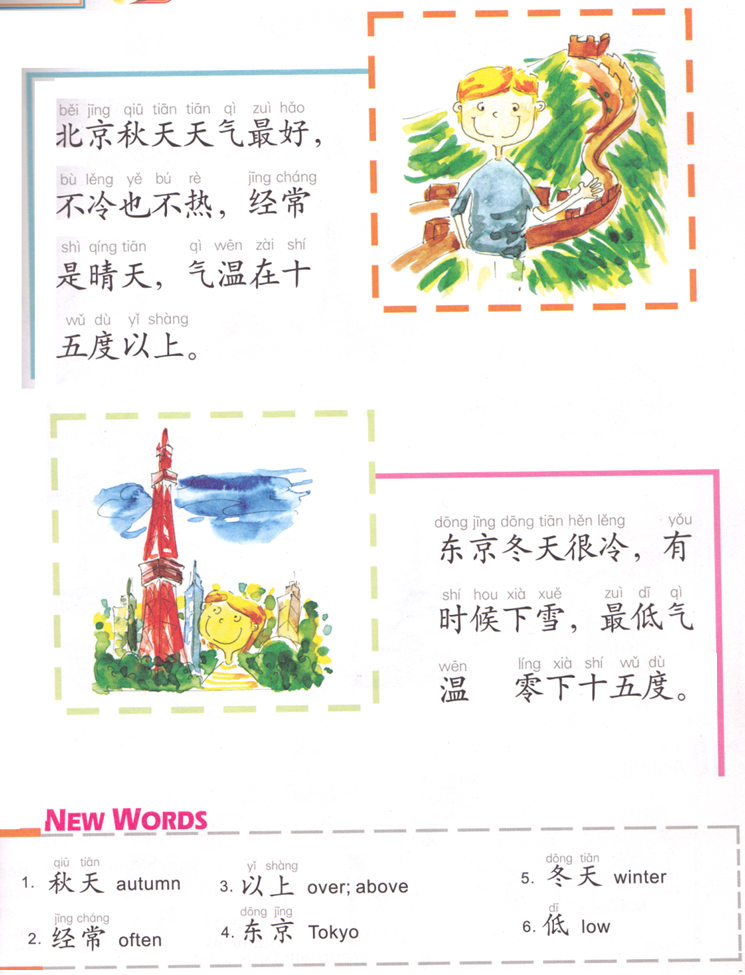 běi jīng qiū tiān tiān qì zuì hǎo
北京秋天天气最好，
bù lěng yě bú rè jīng cháng
不冷也不热，经常
shì qíng tiān qì wēn zài shí
是晴天，气温在十
wǔ dù yǐ shàng
五度以上。
dōng jīng dōng tiān hěn lěng yǒu
东京冬天很冷，有
shí hou xià xuě zuì dī qì
时候下雪，最低气
wēn líng xià shí wǔ dù
温 零下十五度。
NEW WORDS
qiū tiān
1. 秋天 autumn
jīng cháng
2. 经常 often
yǐ shàng
3. 以上 over; above
dōng jīng
4. 东京 Tokyo
dōng tiān
5. 冬天 winter
dī
6. 低 low